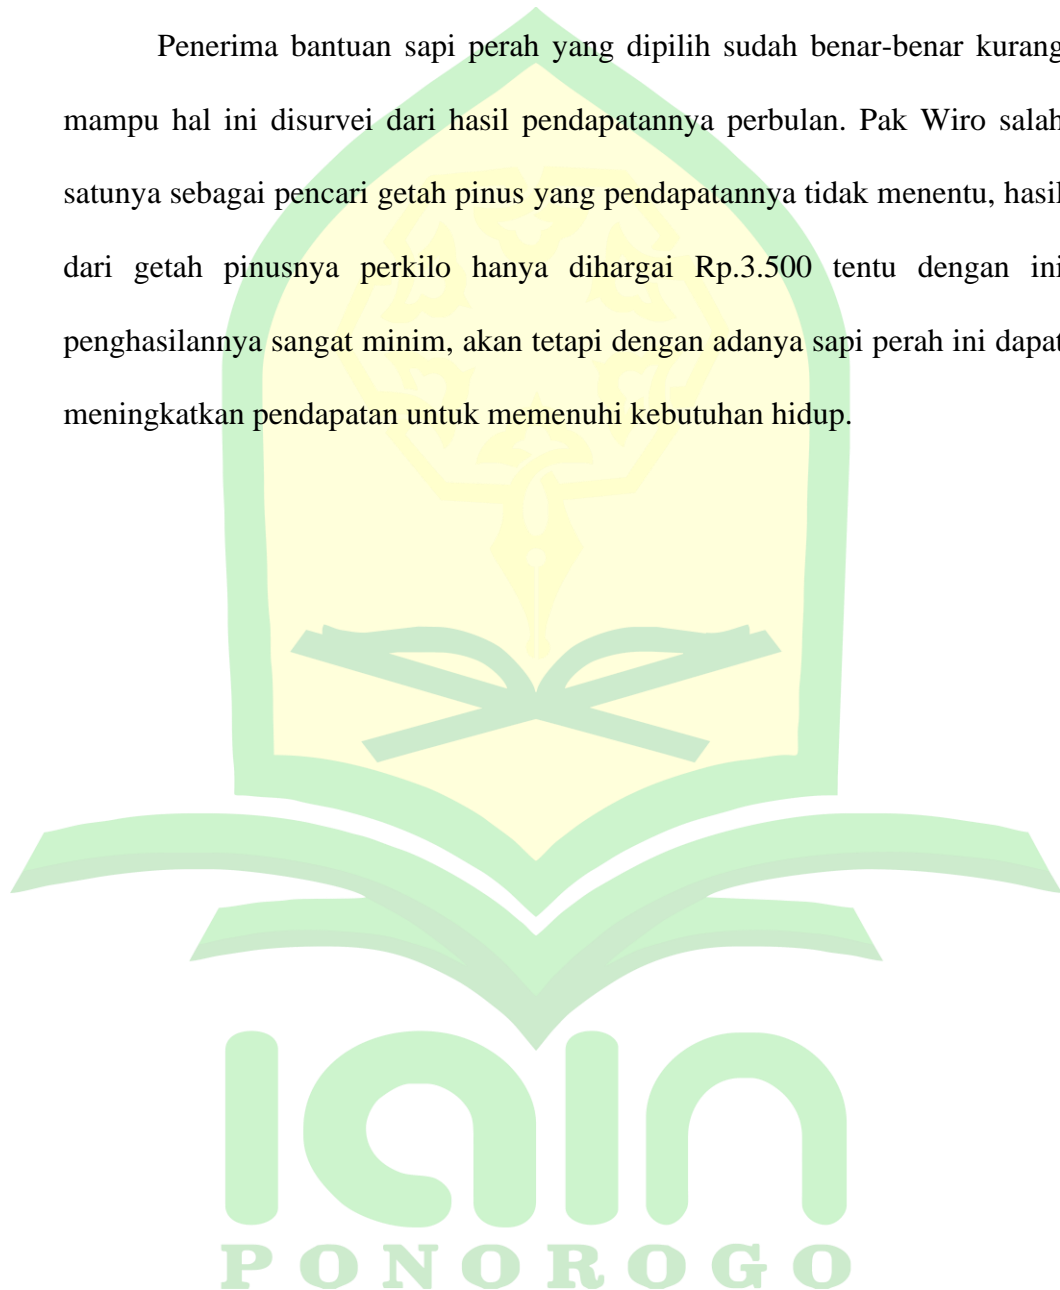 Penerima bantuan sapi perah yang dipilih sudah benar-benar kurang
mampu hal ini disurvei dari hasil pendapatannya perbulan. Pak Wiro salah
satunya sebagai pencari getah pinus yang pendapatannya tidak menentu, hasil
dari getah pinusnya perkilo hanya dihargai Rp.3.500 tentu dengan ini
penghasilannya sangat minim, akan tetapi dengan adanya sapi perah ini dapat
meningkatkan pendapatan untuk memenuhi kebutuhan hidup.
iain
PONOROGO